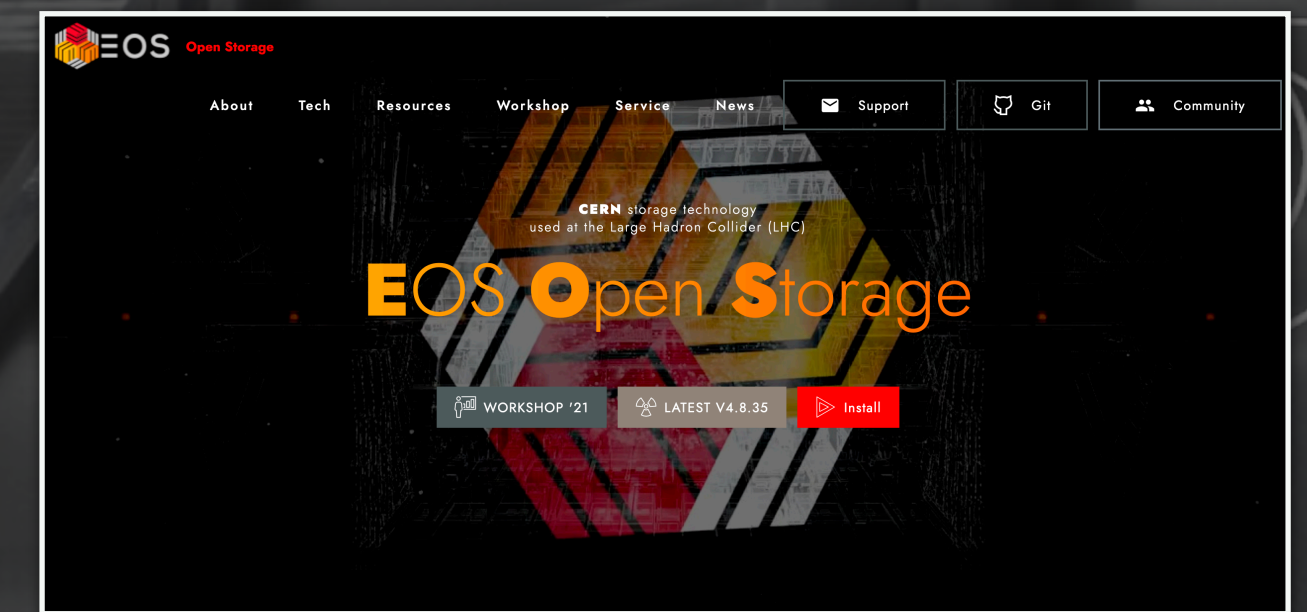 EOS Open Storage
About Tech Resources Workshop Service News Support Git Community
CERN storage technology
used at the Large Hadron Collider (LHC)
EOS Open Storage
WORKSHOP '21 LATEST V4.8.35 Install